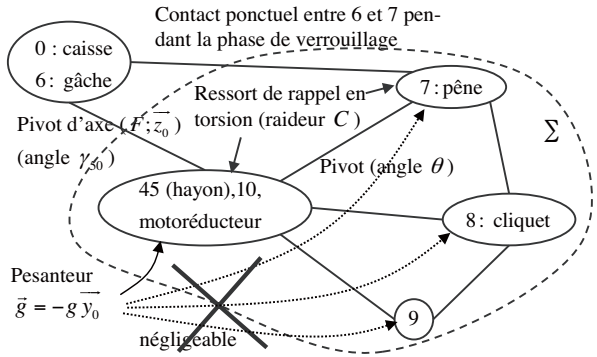 Contact ponctuel entre 6 et 7 pen-
dant la phase de verrouillage
0 : caisse
6 : gâche
7 : pêne
Ressort de rappel en
torsion (raideur C )
Pivot d'axe ( F ; z₀ )
(angle γ₅₀ )
Σ
Pivot (angle θ )
45 (hayon),10,
motoréducteur
8 : cliquet
Pesanteur
g = −g y₀
9
négligeable